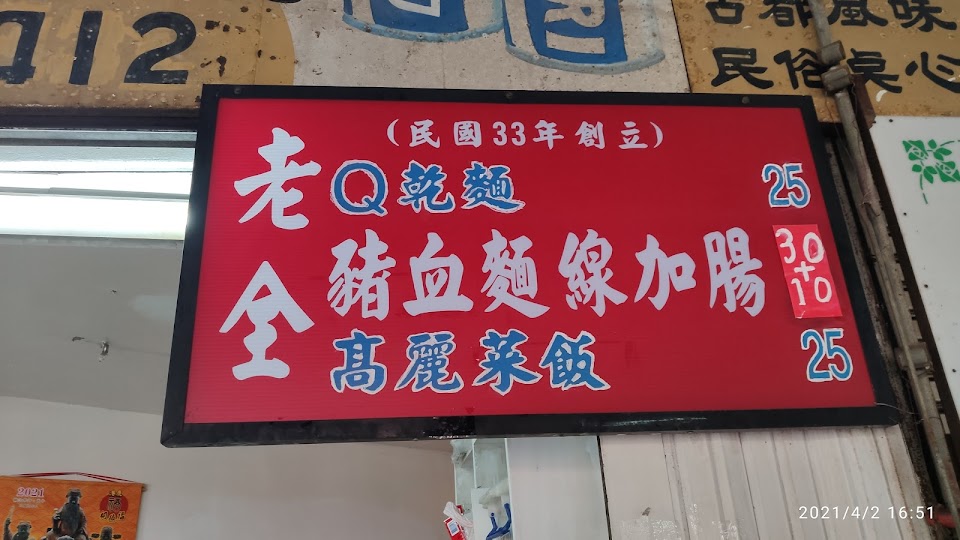 412
古都風味
民俗點心
(民國33年創立)
老全
Q乾麵 25
豬血麵線加腸 30+10
高麗菜飯 25
2021
2021/4/2 16:51